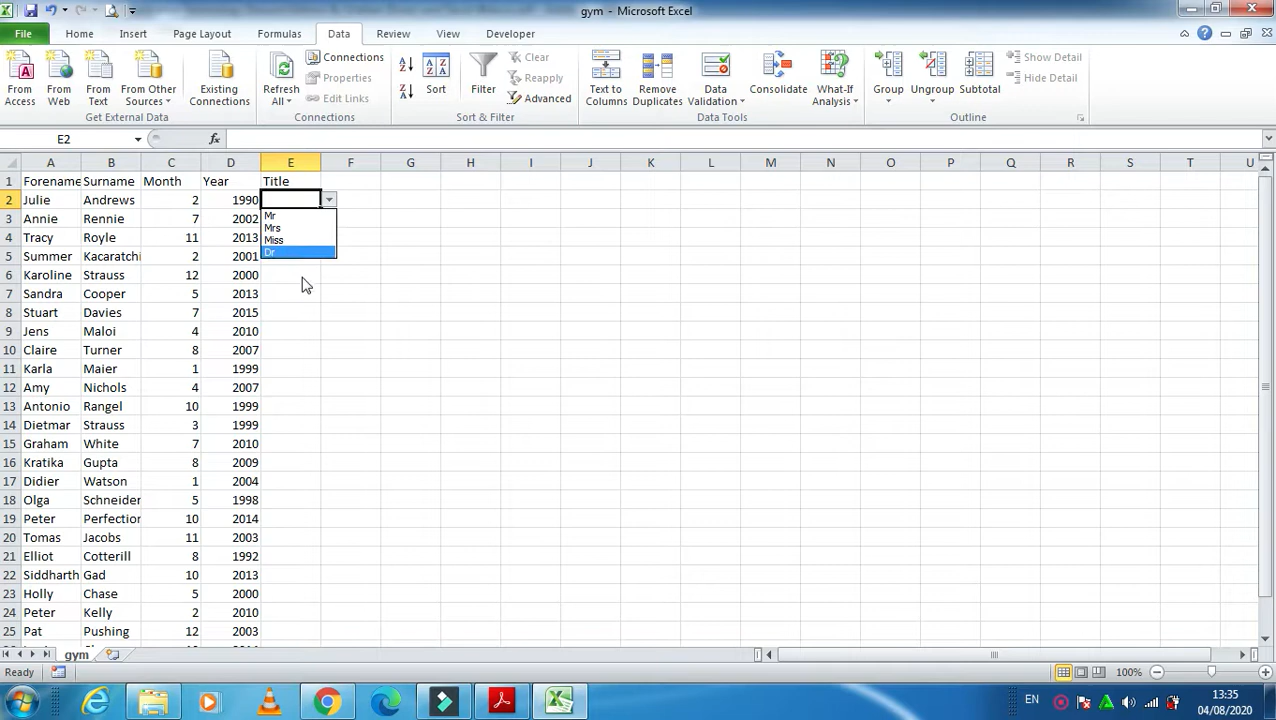 gym - Microsoft Excel
File Home Insert Page Layout Formulas Data Review View Developer
From Access
From Web
From Text
From Other Sources
Existing Connections
Get External Data
Refresh All
Connections
Properties
Edit Links
Connections
Sort
Filter
Clear
Reapply
Advanced
Sort & Filter
Text to Columns
Remove Duplicates
Data Validation
Consolidate
What-If Analysis
Data Tools
Group
Ungroup
Subtotal
Show Detail
Hide Detail
Outline
E2 fx
A B C D E F G H I J K L M N O P Q R S T U
1 Forename Surname Month Year Title
2 Julie Andrews 2 1990
3 Annie Rennie 7 2002
4 Tracy Royle 11 2013
5 Summer Kacaratchi 2 2001
6 Karoline Strauss 12 2000
7 Sandra Cooper 5 2013
8 Stuart Davies 7 2015
9 Jens Maloi 4 2010
10 Claire Turner 8 2007
11 Karla Maier 1 1999
12 Amy Nichols 4 2007
13 Antonio Rangel 10 1999
14 Dietmar Strauss 3 1999
15 Graham White 7 2010
16 Kratika Gupta 8 2009
17 Didier Watson 1 2004
18 Olga Schneider 5 1998
19 Peter Perfection 10 2014
20 Tomas Jacobs 11 2003
21 Elliot Cotterill 8 1992
22 Siddharth Gad 10 2013
23 Holly Chase 5 2000
24 Peter Kelly 2 2010
25 Pat Pushing 12 2003
Mr
Mrs
Miss
Dr
gym
Ready
100%
EN
13:35
04/08/2020